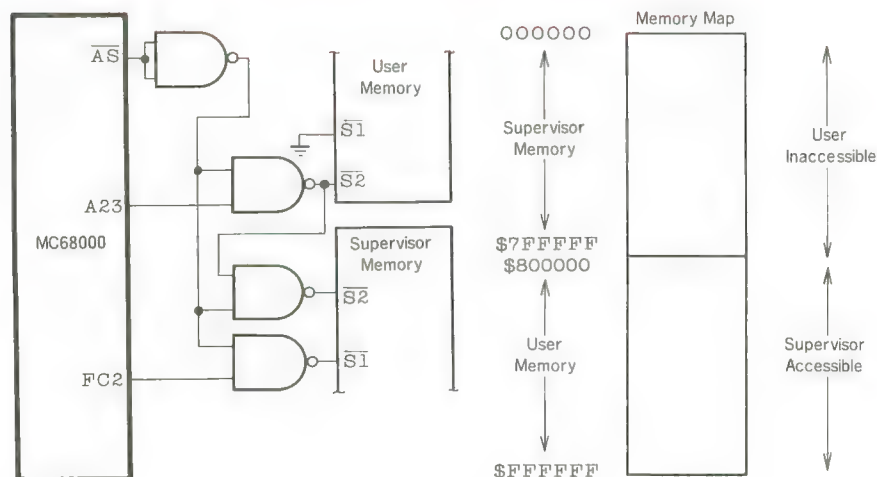 AS
A23
MC68000
FC2
User
Memory
S1
S2
Supervisor
Memory
S2
S1
000000
Supervisor
Memory
$7FFFFF
$800000
User
Memory
$FFFFFF
Memory Map
User
Inaccessible
Supervisor
Accessible